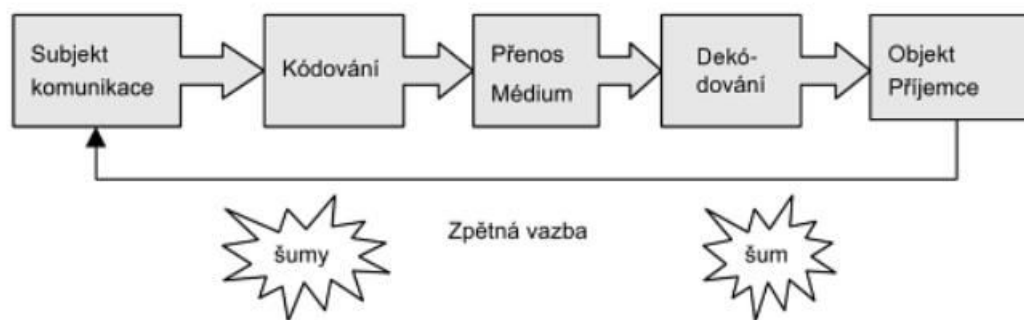 Subjekt
komunikace
Kódování
Přenos
Médium
Dekó-
dování
Objekt
Příjemce
Zpětná vazba
šumy
šum